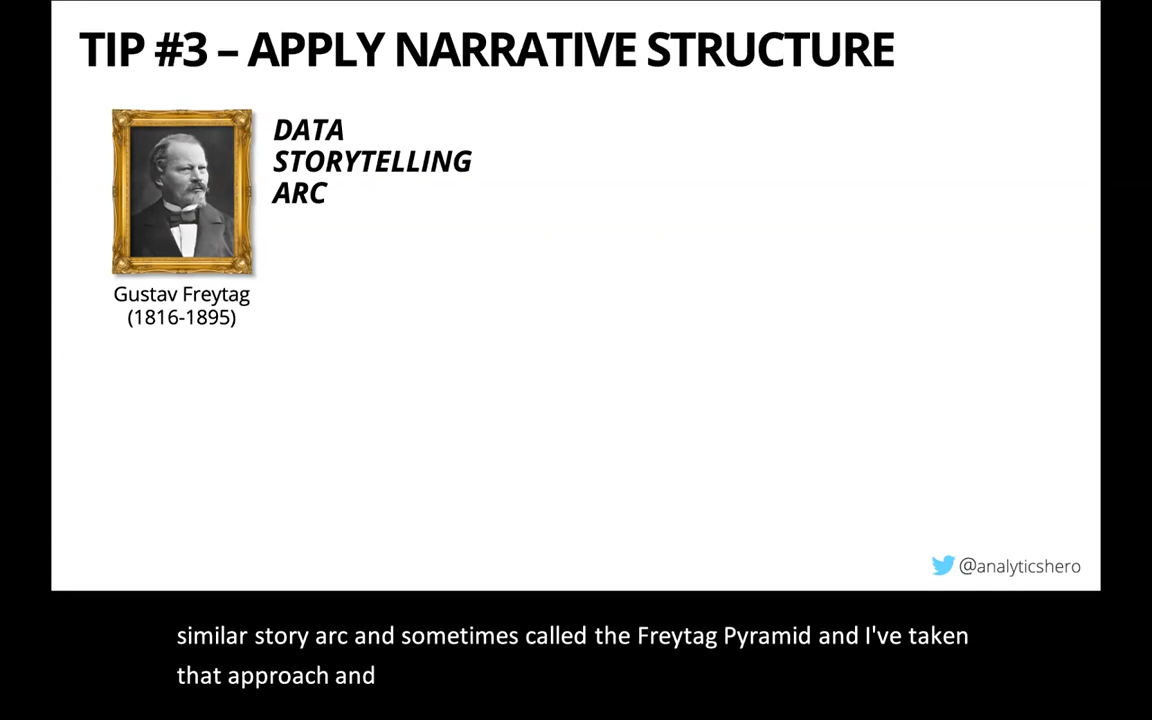 TIP #3 – APPLY NARRATIVE STRUCTURE
DATA
STORYTELLING
ARC
Gustav Freytag
(1816-1895)
@analyticshero
similar story arc and sometimes called the Freytag Pyramid and I've taken
that approach and